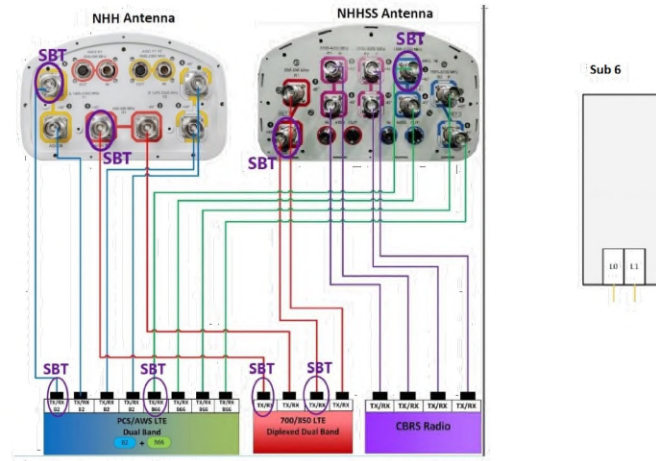 NHH Antenna
NHHSS Antenna
Sub 6
SBT
SBT
SBT
SBT
L0 L1
SBT
SBT
SBT
SBT
TX/RX TX/RX TX/RX TX/RX TX/RX TX/RX TX/RX TX/RX
B2 B2 B2 B2 B66 B66 B66 B66
TX/RX TX/RX TX/RX TX/RX
TX/RX TX/RX TX/RX TX/RX
PCS/AWS LTE
Dual Band
B2 + B66
700/850 LTE
Diplexed Dual Band
CBRS Radio